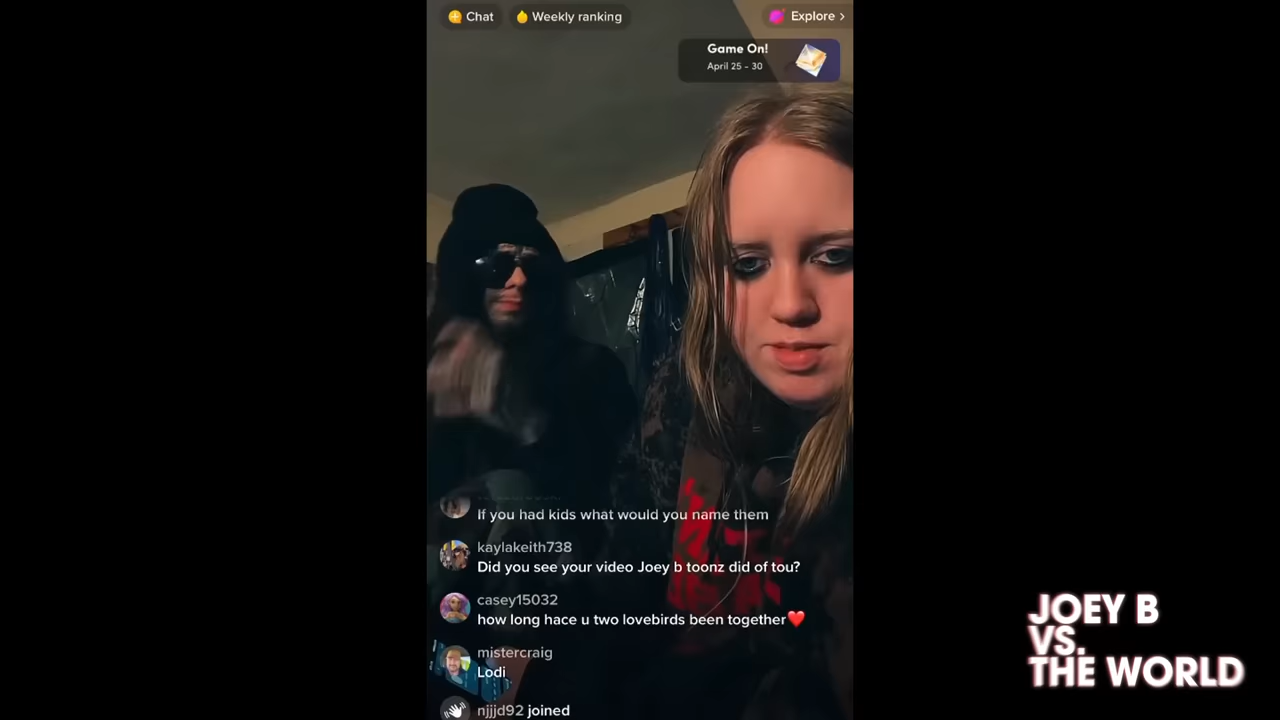 Chat
Weekly ranking
Explore >
Game On!
April 25 - 30
If you had kids what would you name them
kaylakeith738
Did you see your video Joey b toonz did of tou?
casey15032
how long hace u two lovebirds been together❤️
mistercraig
Lodi
njjjd92 joined
JOEY B
VS.
THE WORLD